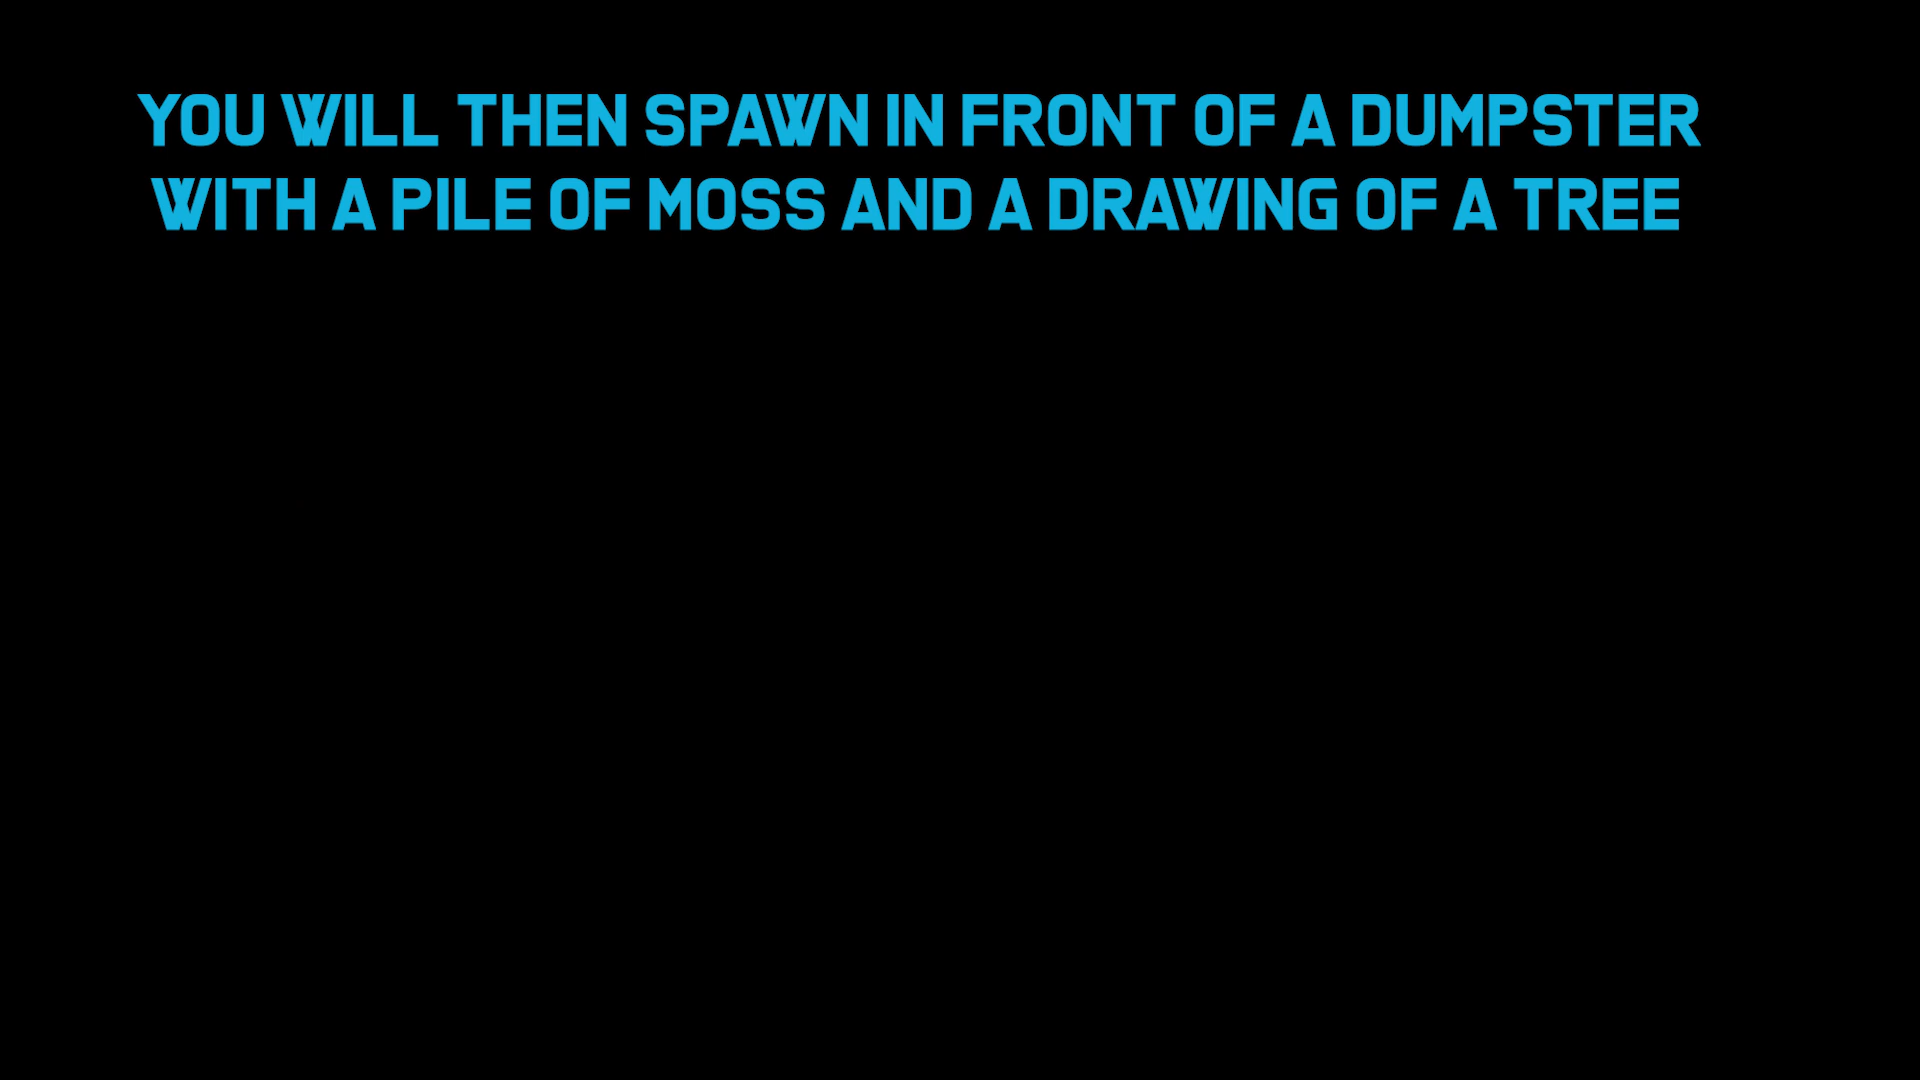 YOU WILL THEN SPAWN IN FRONT OF A DUMPSTER
WITH A PILE OF MOSS AND A DRAWING OF A TREE